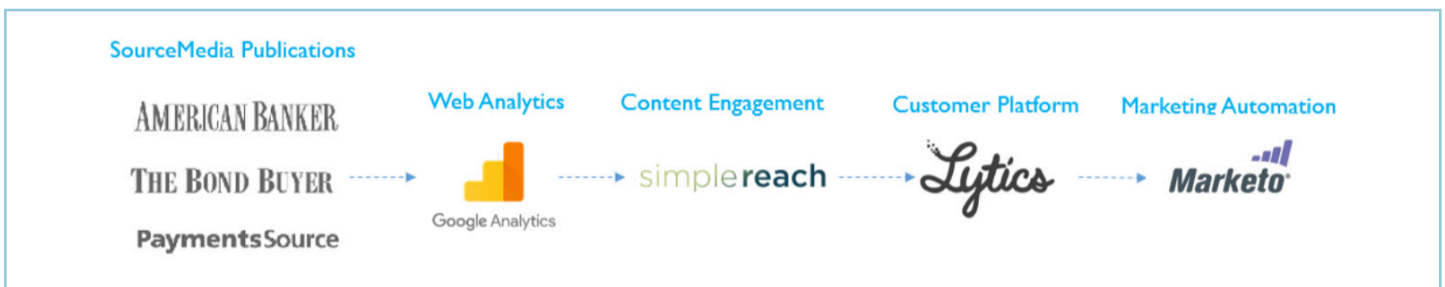 SourceMedia Publications
AMERICAN BANKER
THE BOND BUYER
PaymentsSource
Web Analytics
Google Analytics
Content Engagement
simplereach
Customer Platform
Lytics
Marketing Automation
Marketo